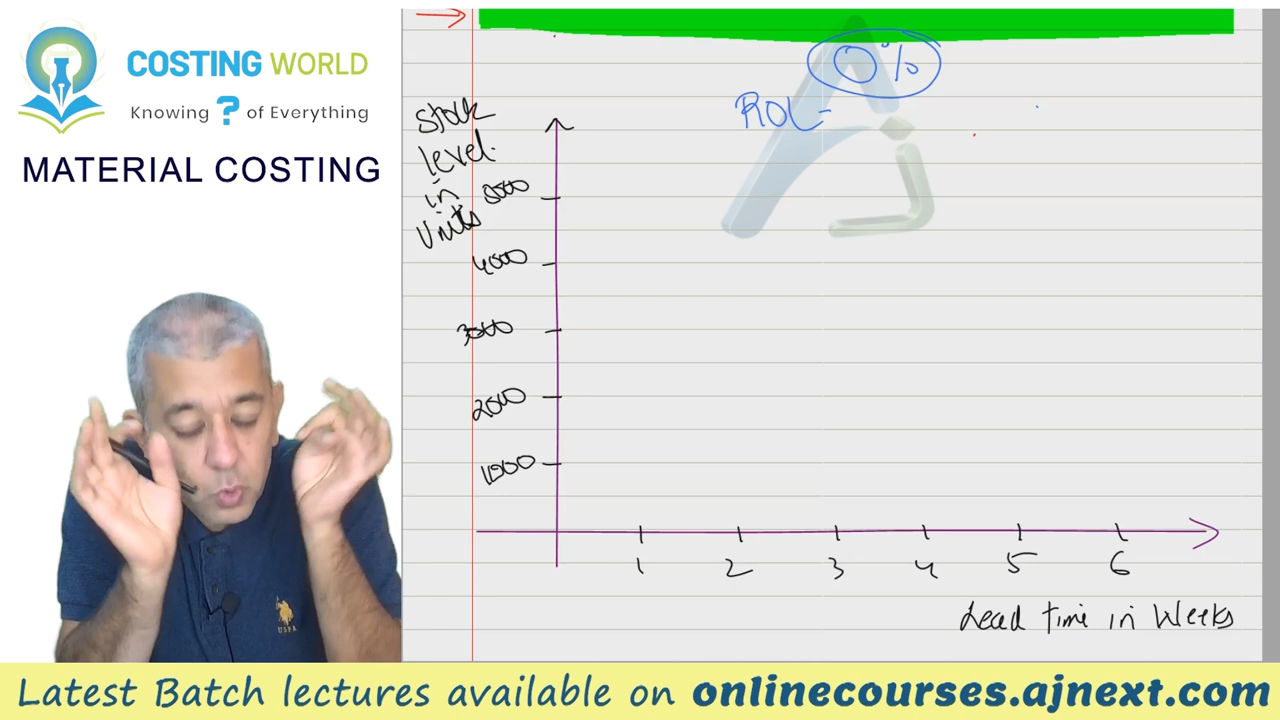 COSTING WORLD
Knowing ? of Everything
MATERIAL COSTING
0%
ROL=
Stock
level.
in
Units
5000
4000
3000
2000
1000
1 2 3 4 5 6
Lead time in Weeks
USPA
Latest Batch lectures available on onlinecourses.ajnext.com